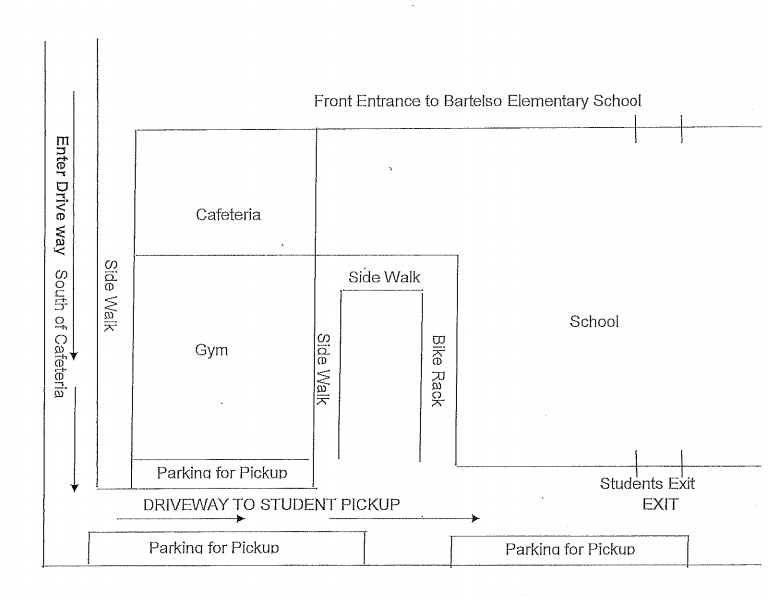 Front Entrance to Bartelso Elementary School
Enter Drive way South of Cafeteria
Side Walk
Cafeteria
Gym
Side Walk
Side Walk
Bike Rack
School
Parking for Pickup
Students Exit
EXIT
DRIVEWAY TO STUDENT PICKUP
Parking for Pickup
Parking for Pickup